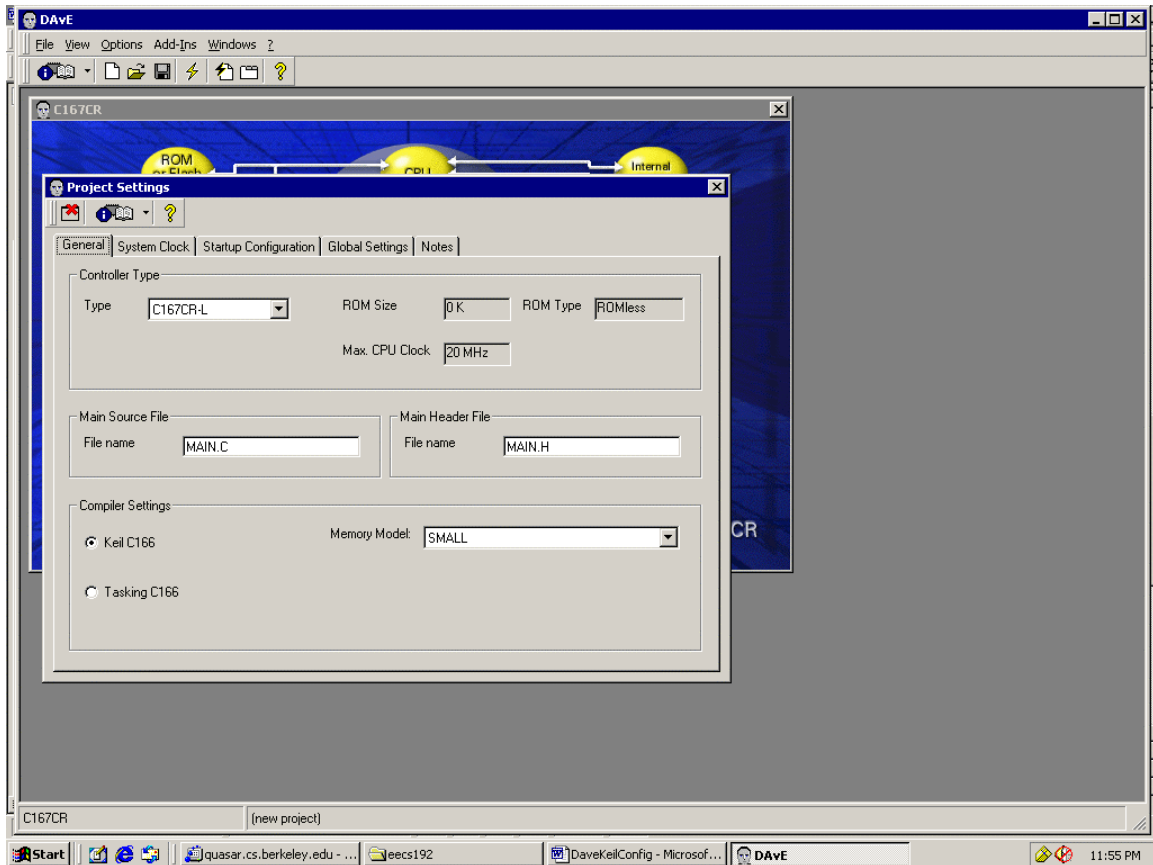 DAvE
File View Options Add-Ins Windows ?
C167CR
ROM
or Flash
CPU
Internal
Project Settings
General System Clock Startup Configuration Global Settings Notes
Controller Type
Type C167CR-L ROM Size 0 K ROM Type ROMless
Max. CPU Clock 20 MHz
Main Source File Main Header File
File name MAIN.C File name MAIN.H
Compiler Settings
Keil C166 Memory Model: SMALL
CR
Tasking C166
C167CR (new project)
Start quasar.cs.berkeley.edu - ... eecs192 DaveKeilConfig - Microsof... DAvE 11:55 PM